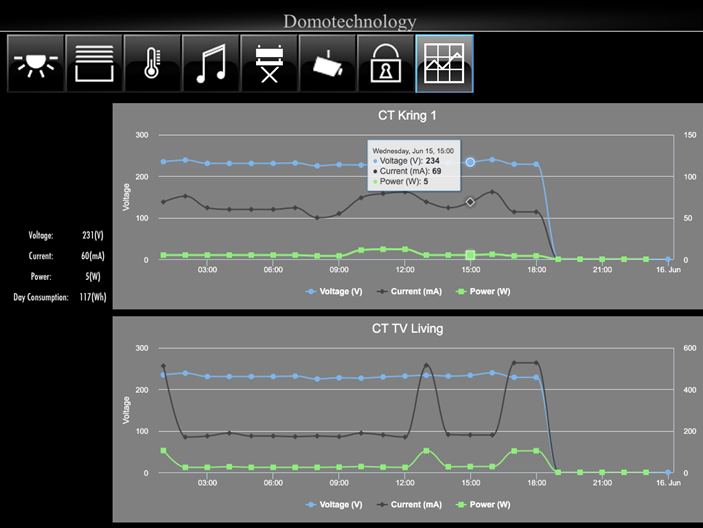 Domotechnology
CT Kring 1
300
200
100
0
Voltage
150
100
50
0
Wednesday, Jun 15, 15:00
Voltage (V): 234
Current (mA): 69
Power (W): 5
03:00
06:00
09:00
12:00
15:00
18:00
21:00
16. Jun
Voltage (V)
Current (mA)
Power (W)
Voltage: 231(V)
Current: 60(mA)
Power: 5(W)
Day Consumption: 117(Wh)
CT TV Living
300
200
100
0
Voltage
600
400
200
0
03:00
06:00
09:00
12:00
15:00
18:00
21:00
16. Jun
Voltage (V)
Current (mA)
Power (W)